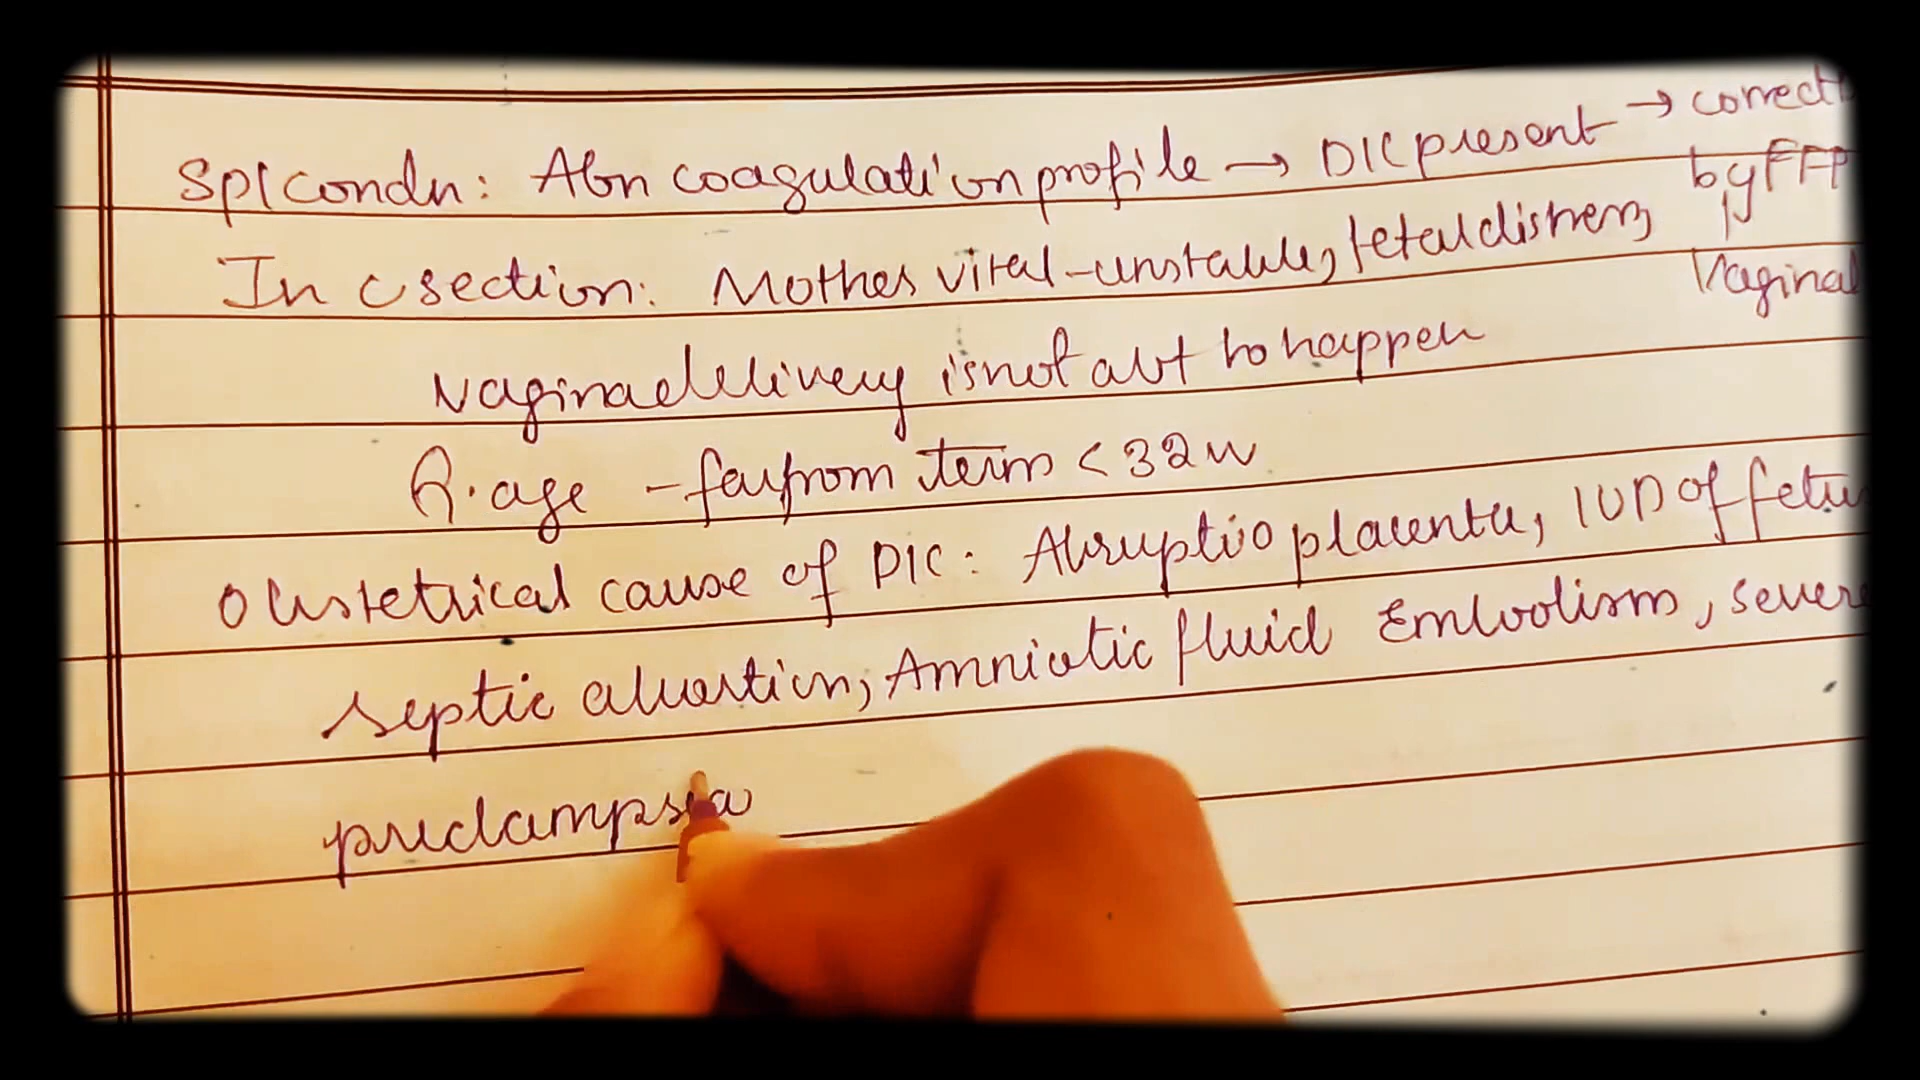 Spl condn: Abn coagulation profile → DIC present → correct
by FFP
In c section: Mother vital - unstable, fetal distress,
Vaginal
vaginal delivery is not abt to happen
G. age - far from term < 32 w
Obstetrical cause of DIC: Abruptio placenta, IUD of fetu
septic abortion, Amniotic fluid Embolism, severe
preclampsia